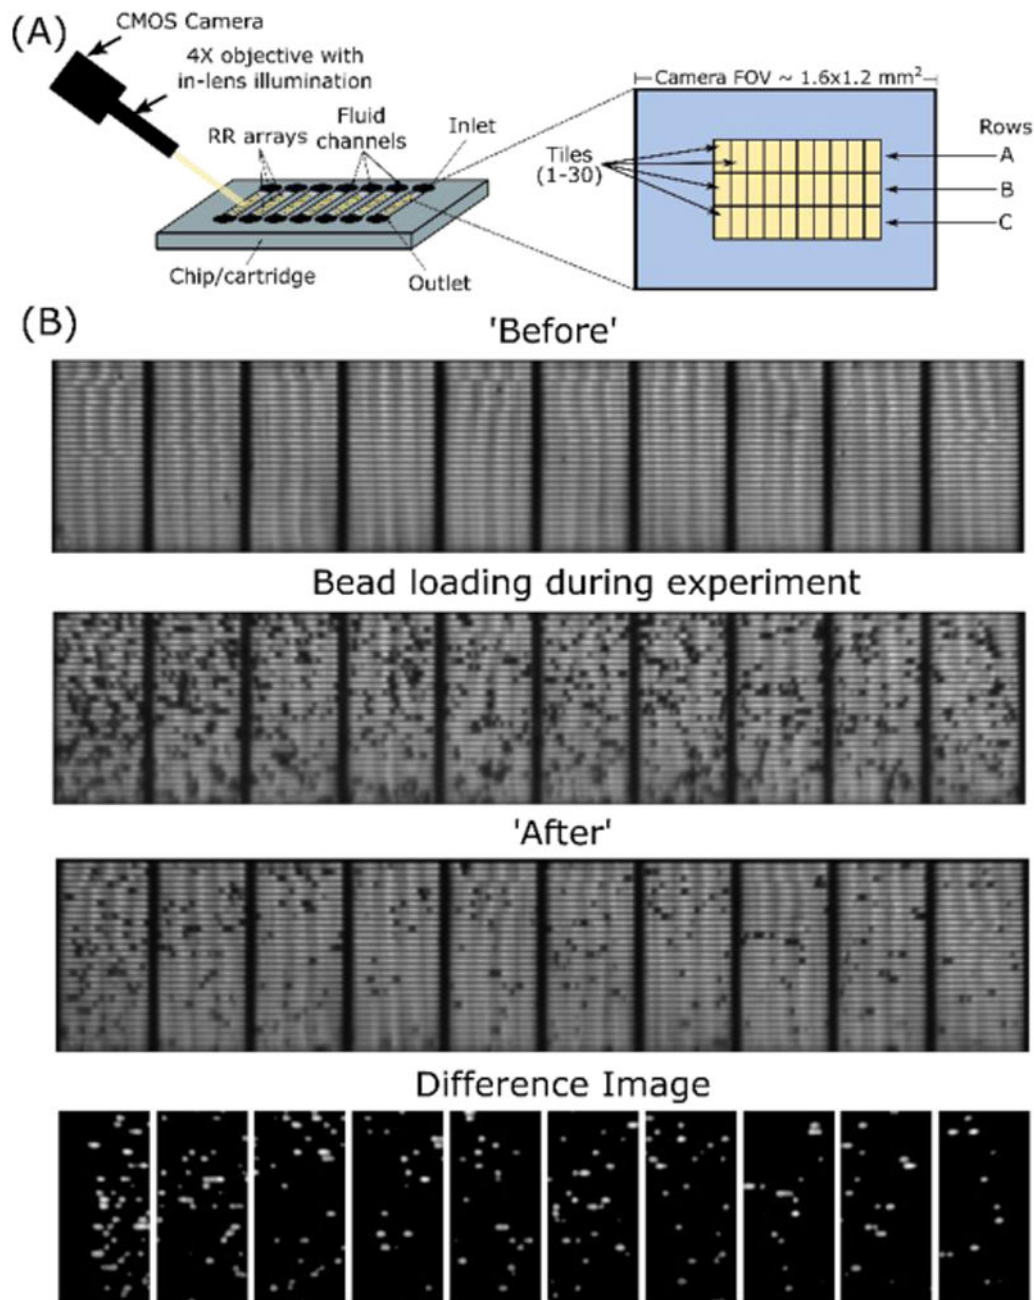 (A)
CMOS Camera
4X objective with
in-lens illumination
RR arrays
Fluid
channels
Inlet
Chip/cartridge
Outlet
Camera FOV ~ 1.6x1.2 mm²
Tiles
(1-30)
Rows
A
B
C
(B)
'Before'
Bead loading during experiment
'After'
Difference Image